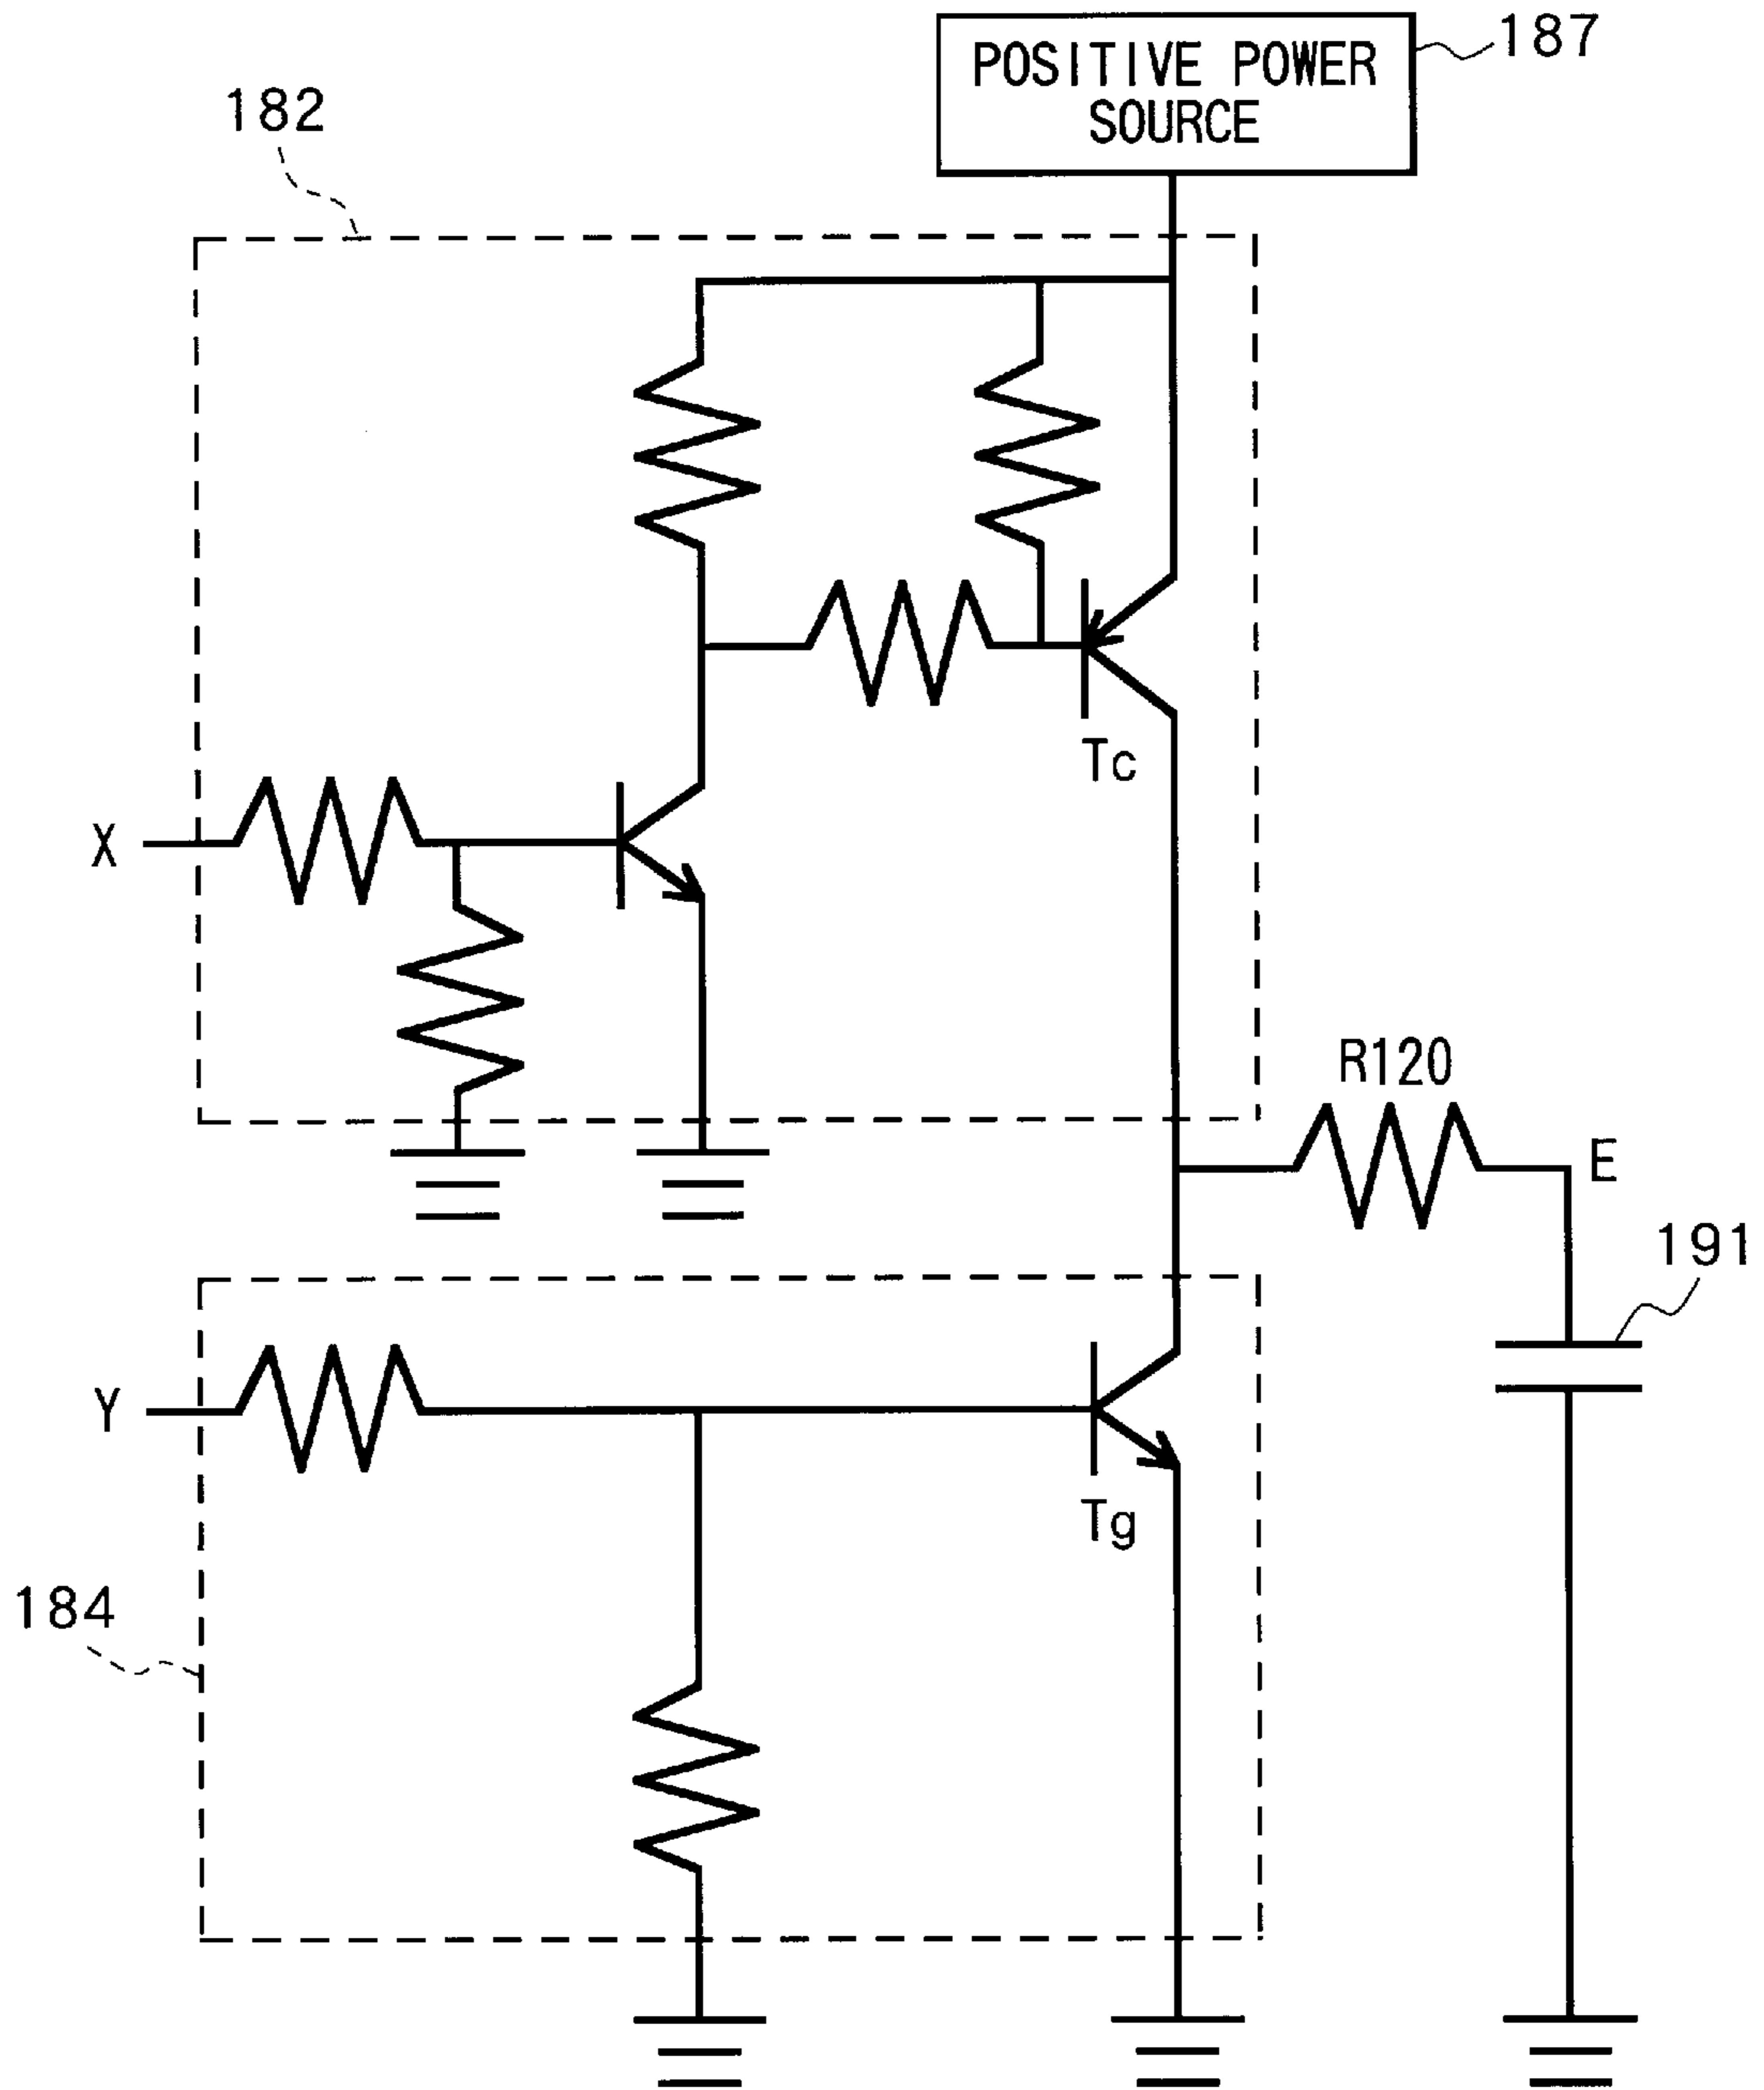 187
POSITIVE POWER
SOURCE
182
Tc
X
R120
E
191
Y
Tg
184